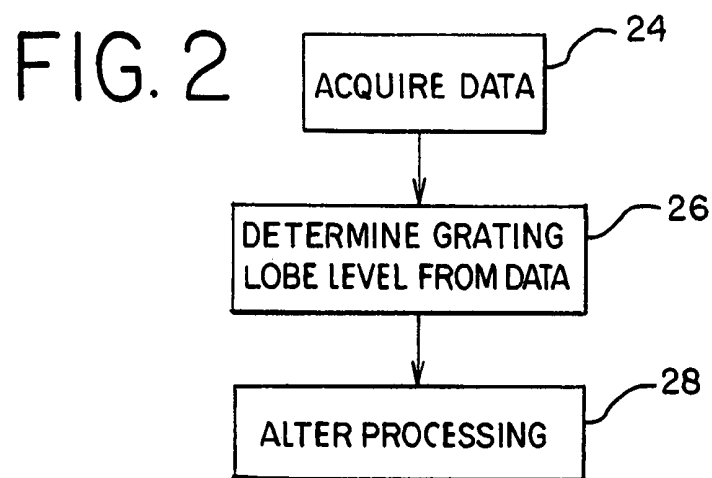 FIG. 2
24
ACQUIRE DATA
26
DETERMINE GRATING
LOBE LEVEL FROM DATA
28
ALTER PROCESSING